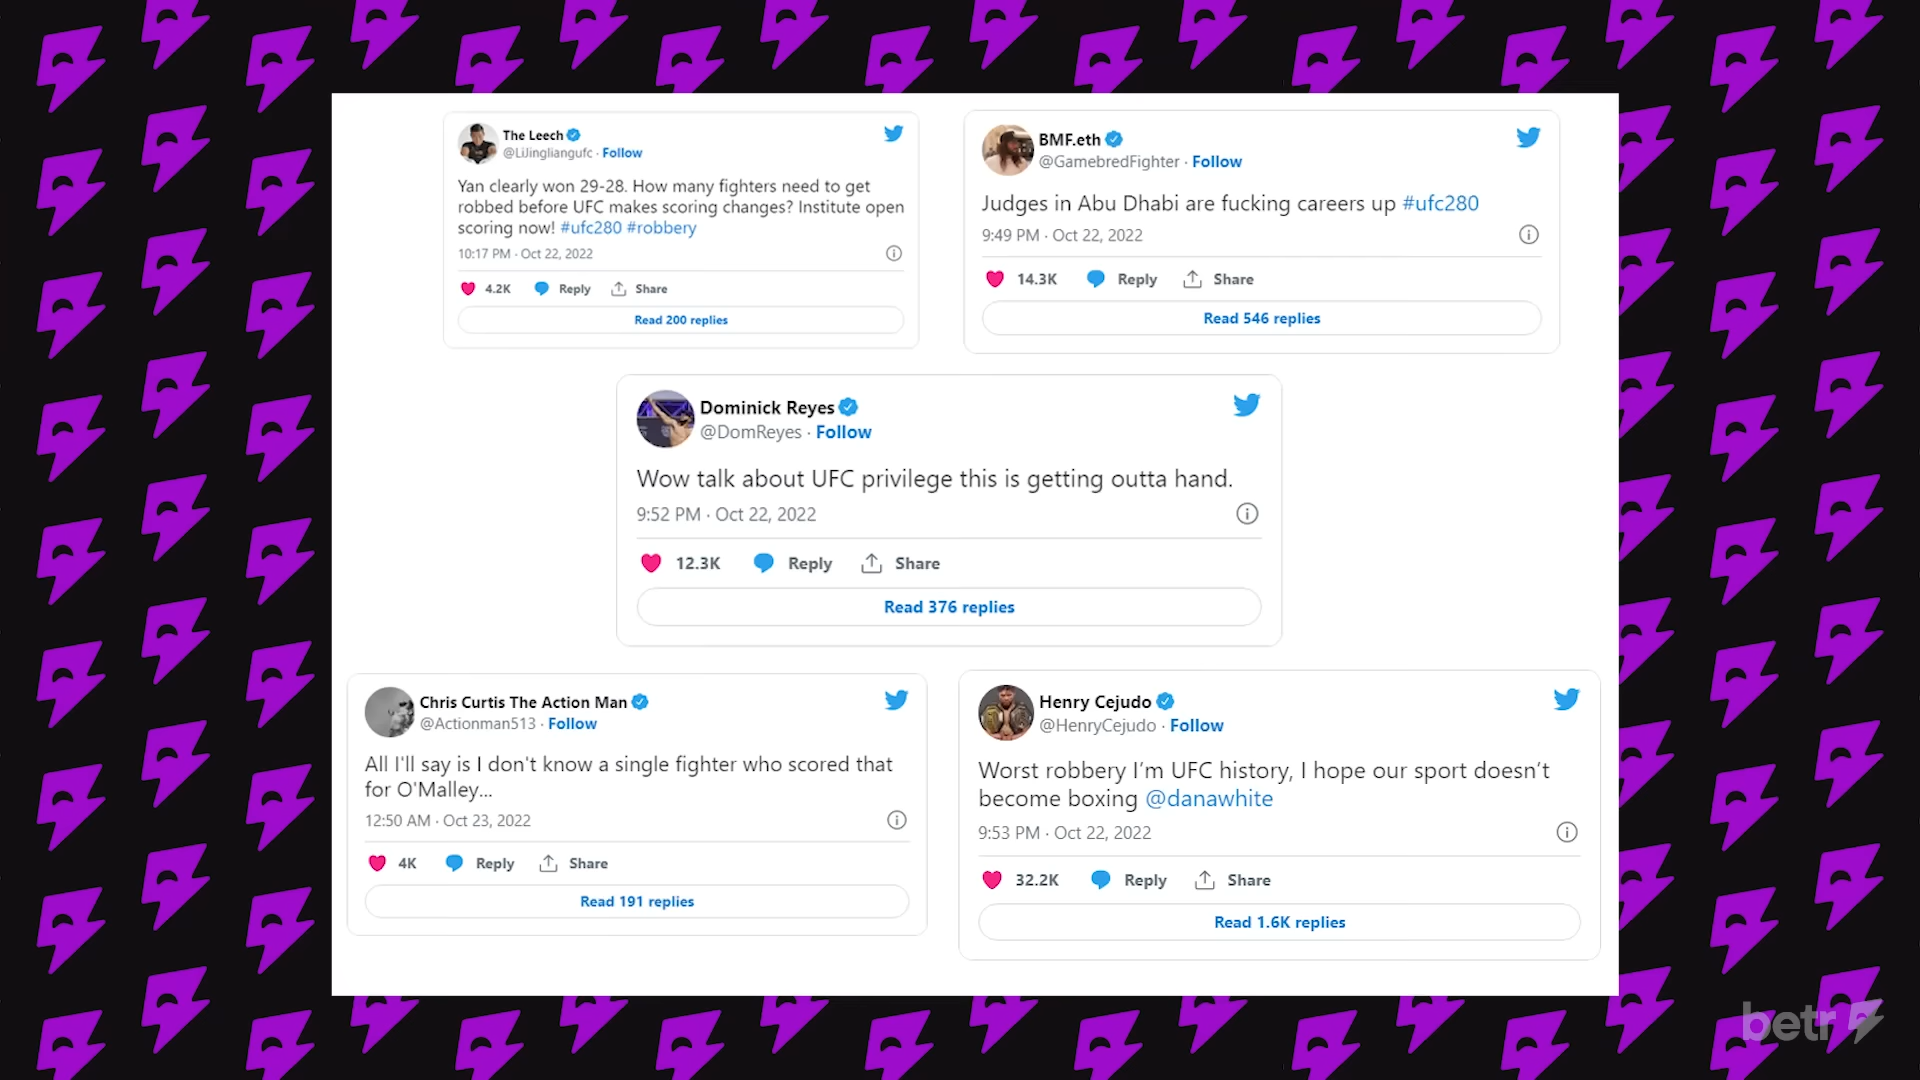 The Leech
@LiJingliangufc · Follow
Yan clearly won 29-28. How many fighters need to get
robbed before UFC makes scoring changes? Institute open
scoring now! #ufc280 #robbery
10:17 PM · Oct 22, 2022
4.2K Reply Share
Read 200 replies
BMF.eth
@GamebredFighter · Follow
Judges in Abu Dhabi are fucking careers up #ufc280
9:49 PM · Oct 22, 2022
14.3K Reply Share
Read 546 replies
Dominick Reyes
@DomReyes · Follow
Wow talk about UFC privilege this is getting outta hand.
9:52 PM · Oct 22, 2022
12.3K Reply Share
Read 376 replies
Chris Curtis The Action Man
@Actionman513 · Follow
All I'll say is I don't know a single fighter who scored that
for O'Malley...
12:50 AM · Oct 23, 2022
4K Reply Share
Read 191 replies
Henry Cejudo
@HenryCejudo · Follow
Worst robbery I’m UFC history, I hope our sport doesn’t
become boxing @danawhite
9:53 PM · Oct 22, 2022
32.2K Reply Share
Read 1.6K replies
betr